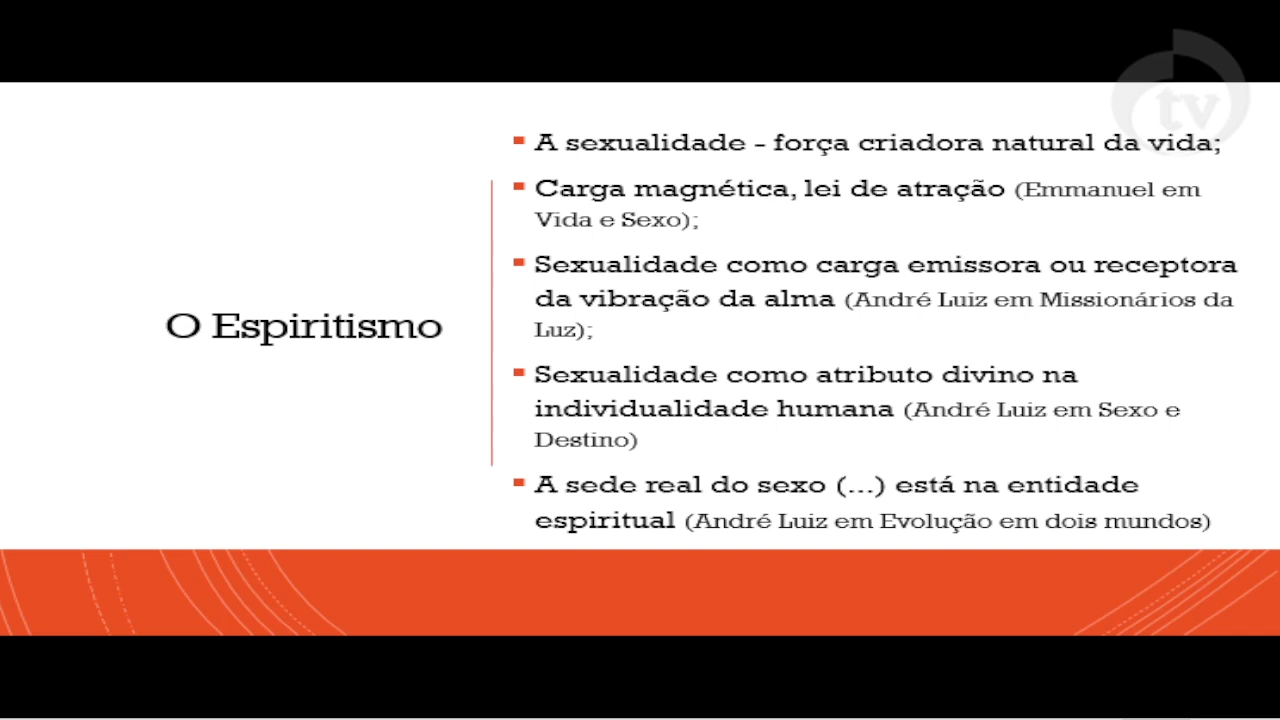 tv
A sexualidade - força criadora natural da vida;
Carga magnética, lei de atração (Emmanuel em
Vida e Sexo);
Sexualidade como carga emissora ou receptora
da vibração da alma (André Luiz em Missionários da
Luz);
O Espiritismo
Sexualidade como atributo divino na
individualidade humana (André Luiz em Sexo e
Destino)
A sede real do sexo (...) está na entidade
espiritual (André Luiz em Evolução em dois mundos)